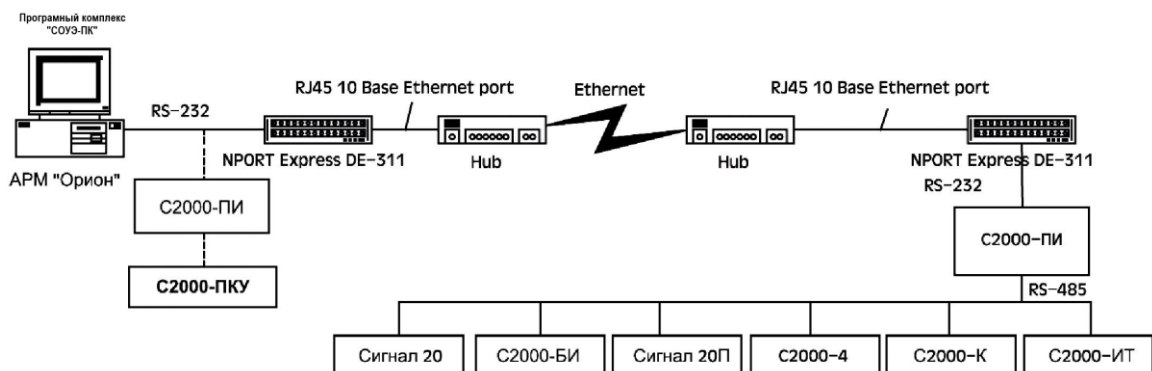 Програмный комплекс
"СОУЭ-ПК"
RS-232
RJ45 10 Base Ethernet port
Ethernet
RJ45 10 Base Ethernet port
NPORT Express DE-311
Hub
Hub
NPORT Express DE-311
АРМ "Орион"
RS-232
С2000-ПИ
С2000-ПИ
С2000-ПКУ
RS-485
Сигнал 20
С2000-БИ
Сигнал 20П
С2000-4
С2000-К
С2000-ИТ